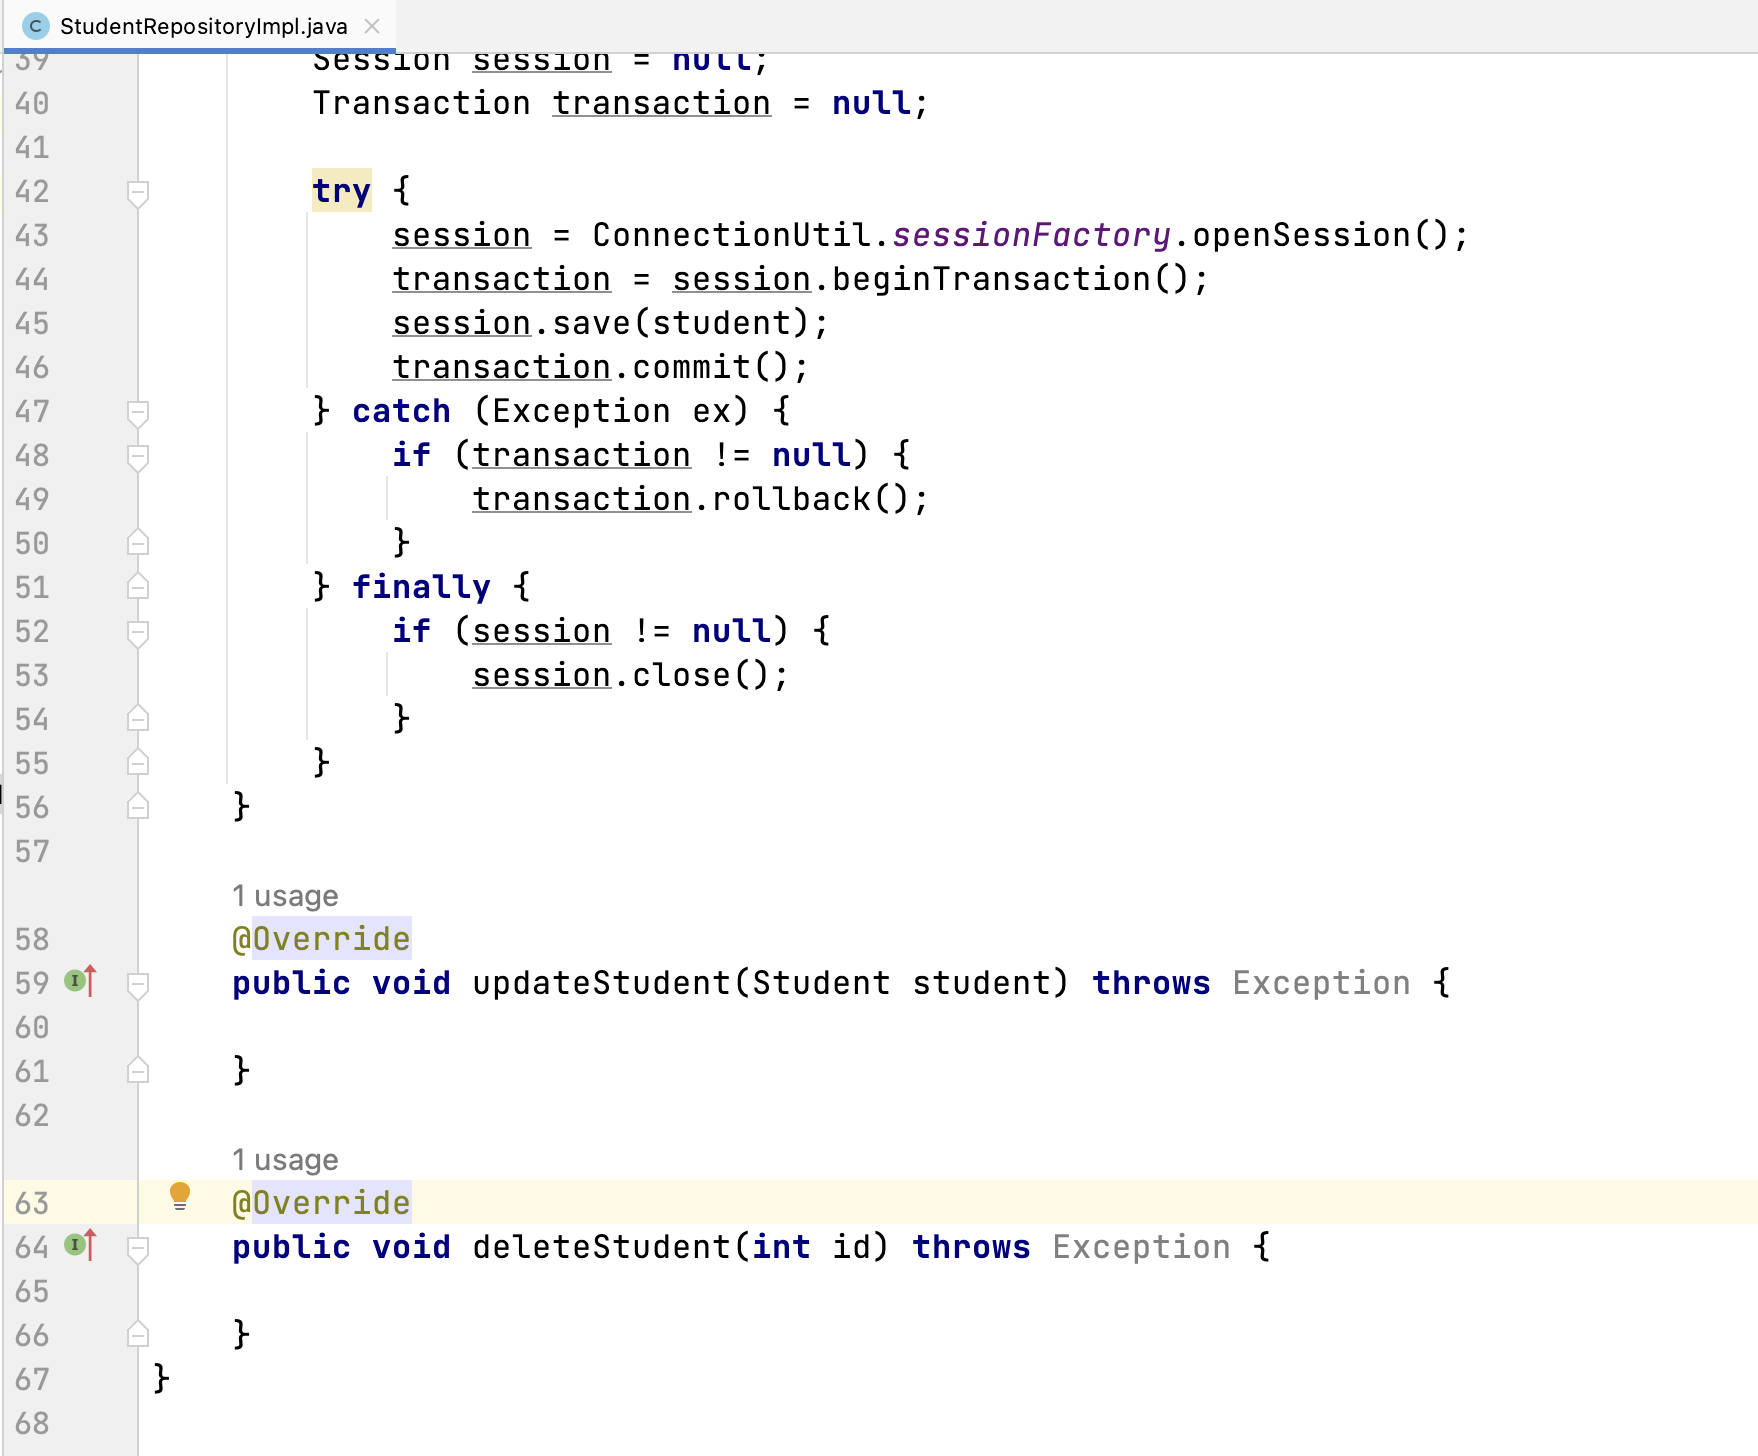 StudentRepositoryImpl.java
39 Session session = null;
40 Transaction transaction = null;
41
42 try {
43 session = ConnectionUtil.sessionFactory.openSession();
44 transaction = session.beginTransaction();
45 session.save(student);
46 transaction.commit();
47 } catch (Exception ex) {
48 if (transaction != null) {
49 transaction.rollback();
50 }
51 } finally {
52 if (session != null) {
53 session.close();
54 }
55 }
56 }
57
1 usage
58 @Override
59 public void updateStudent(Student student) throws Exception {
60
61 }
62
1 usage
63 @Override
64 public void deleteStudent(int id) throws Exception {
65
66 }
67 }
68